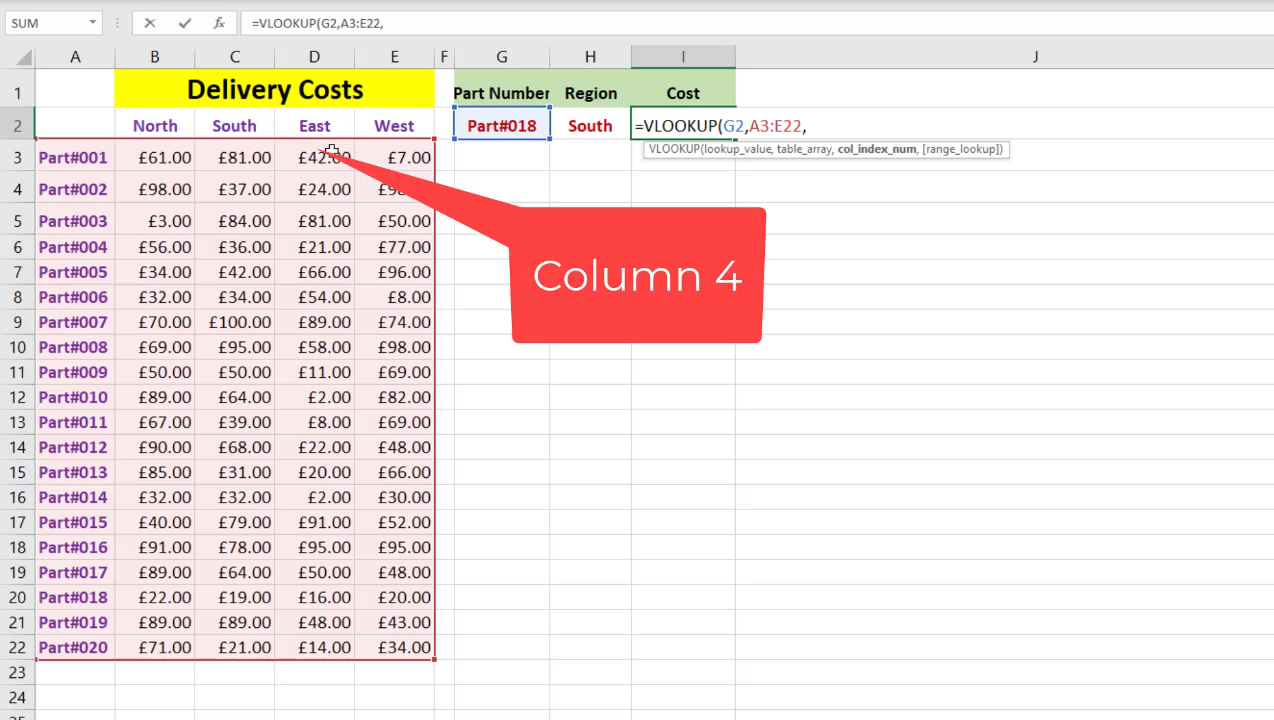 SUM =VLOOKUP(G2,A3:E22,
A B C D E F G H I J
1 Delivery Costs Part Number Region Cost
2 North South East West Part#018 South =VLOOKUP(G2,A3:E22,
VLOOKUP(lookup_value, table_array, col_index_num, [range_lookup])
3 Part#001 £61.00 £81.00 £42.00 £7.00
4 Part#002 £98.00 £37.00 £24.00
5 Part#003 £3.00 £84.00 £81.00 £50.00
6 Part#004 £56.00 £36.00 £21.00 £77.00
Column 4
7 Part#005 £34.00 £42.00 £66.00 £96.00
8 Part#006 £32.00 £34.00 £54.00 £8.00
9 Part#007 £70.00 £100.00 £89.00 £74.00
10 Part#008 £69.00 £95.00 £58.00 £98.00
11 Part#009 £50.00 £50.00 £11.00 £69.00
12 Part#010 £89.00 £64.00 £2.00 £82.00
13 Part#011 £67.00 £39.00 £8.00 £69.00
14 Part#012 £90.00 £68.00 £22.00 £48.00
15 Part#013 £85.00 £31.00 £20.00 £66.00
16 Part#014 £32.00 £32.00 £2.00 £30.00
17 Part#015 £40.00 £79.00 £91.00 £52.00
18 Part#016 £91.00 £78.00 £95.00 £95.00
19 Part#017 £89.00 £64.00 £50.00 £48.00
20 Part#018 £22.00 £19.00 £16.00 £20.00
21 Part#019 £89.00 £89.00 £48.00 £43.00
22 Part#020 £71.00 £21.00 £14.00 £34.00
23
24